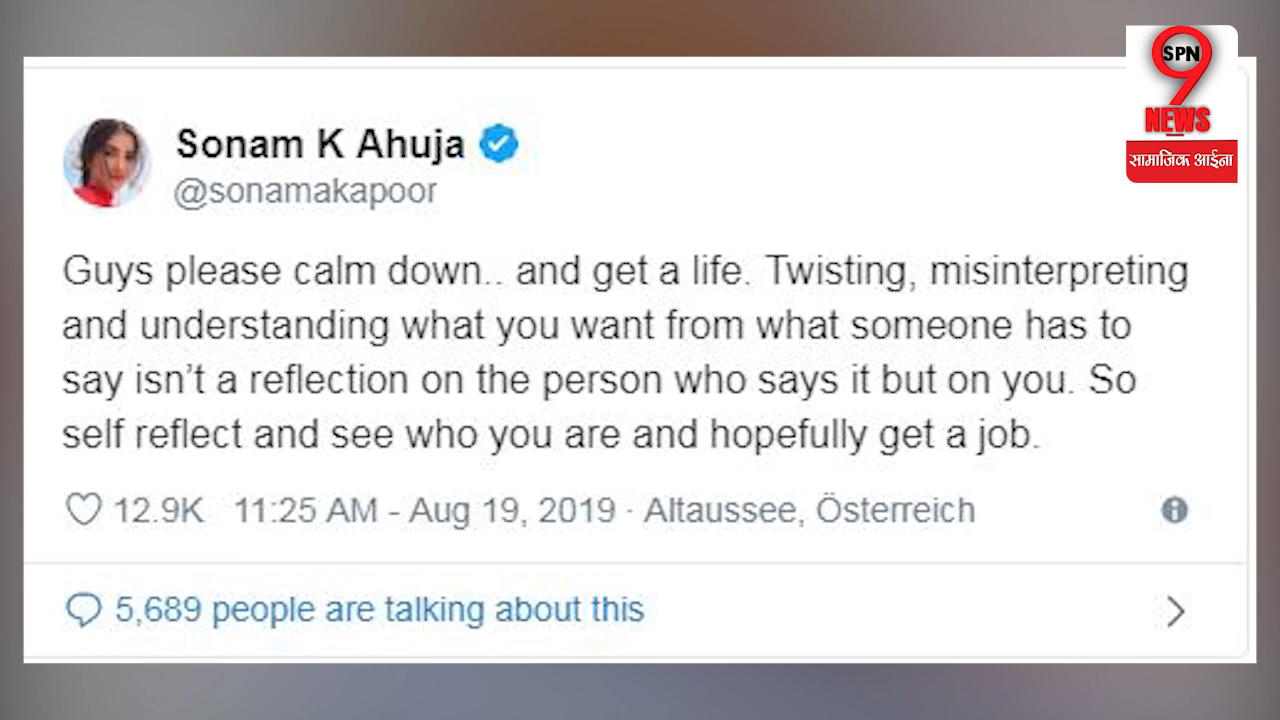 SPN
9
NEWS
सामाजिक आईना
Sonam K Ahuja
@sonamakapoor
Guys please calm down.. and get a life. Twisting, misinterpreting
and understanding what you want from what someone has to
say isn’t a reflection on the person who says it but on you. So
self reflect and see who you are and hopefully get a job.
12.9K 11:25 AM - Aug 19, 2019 · Altaussee, Österreich
5,689 people are talking about this